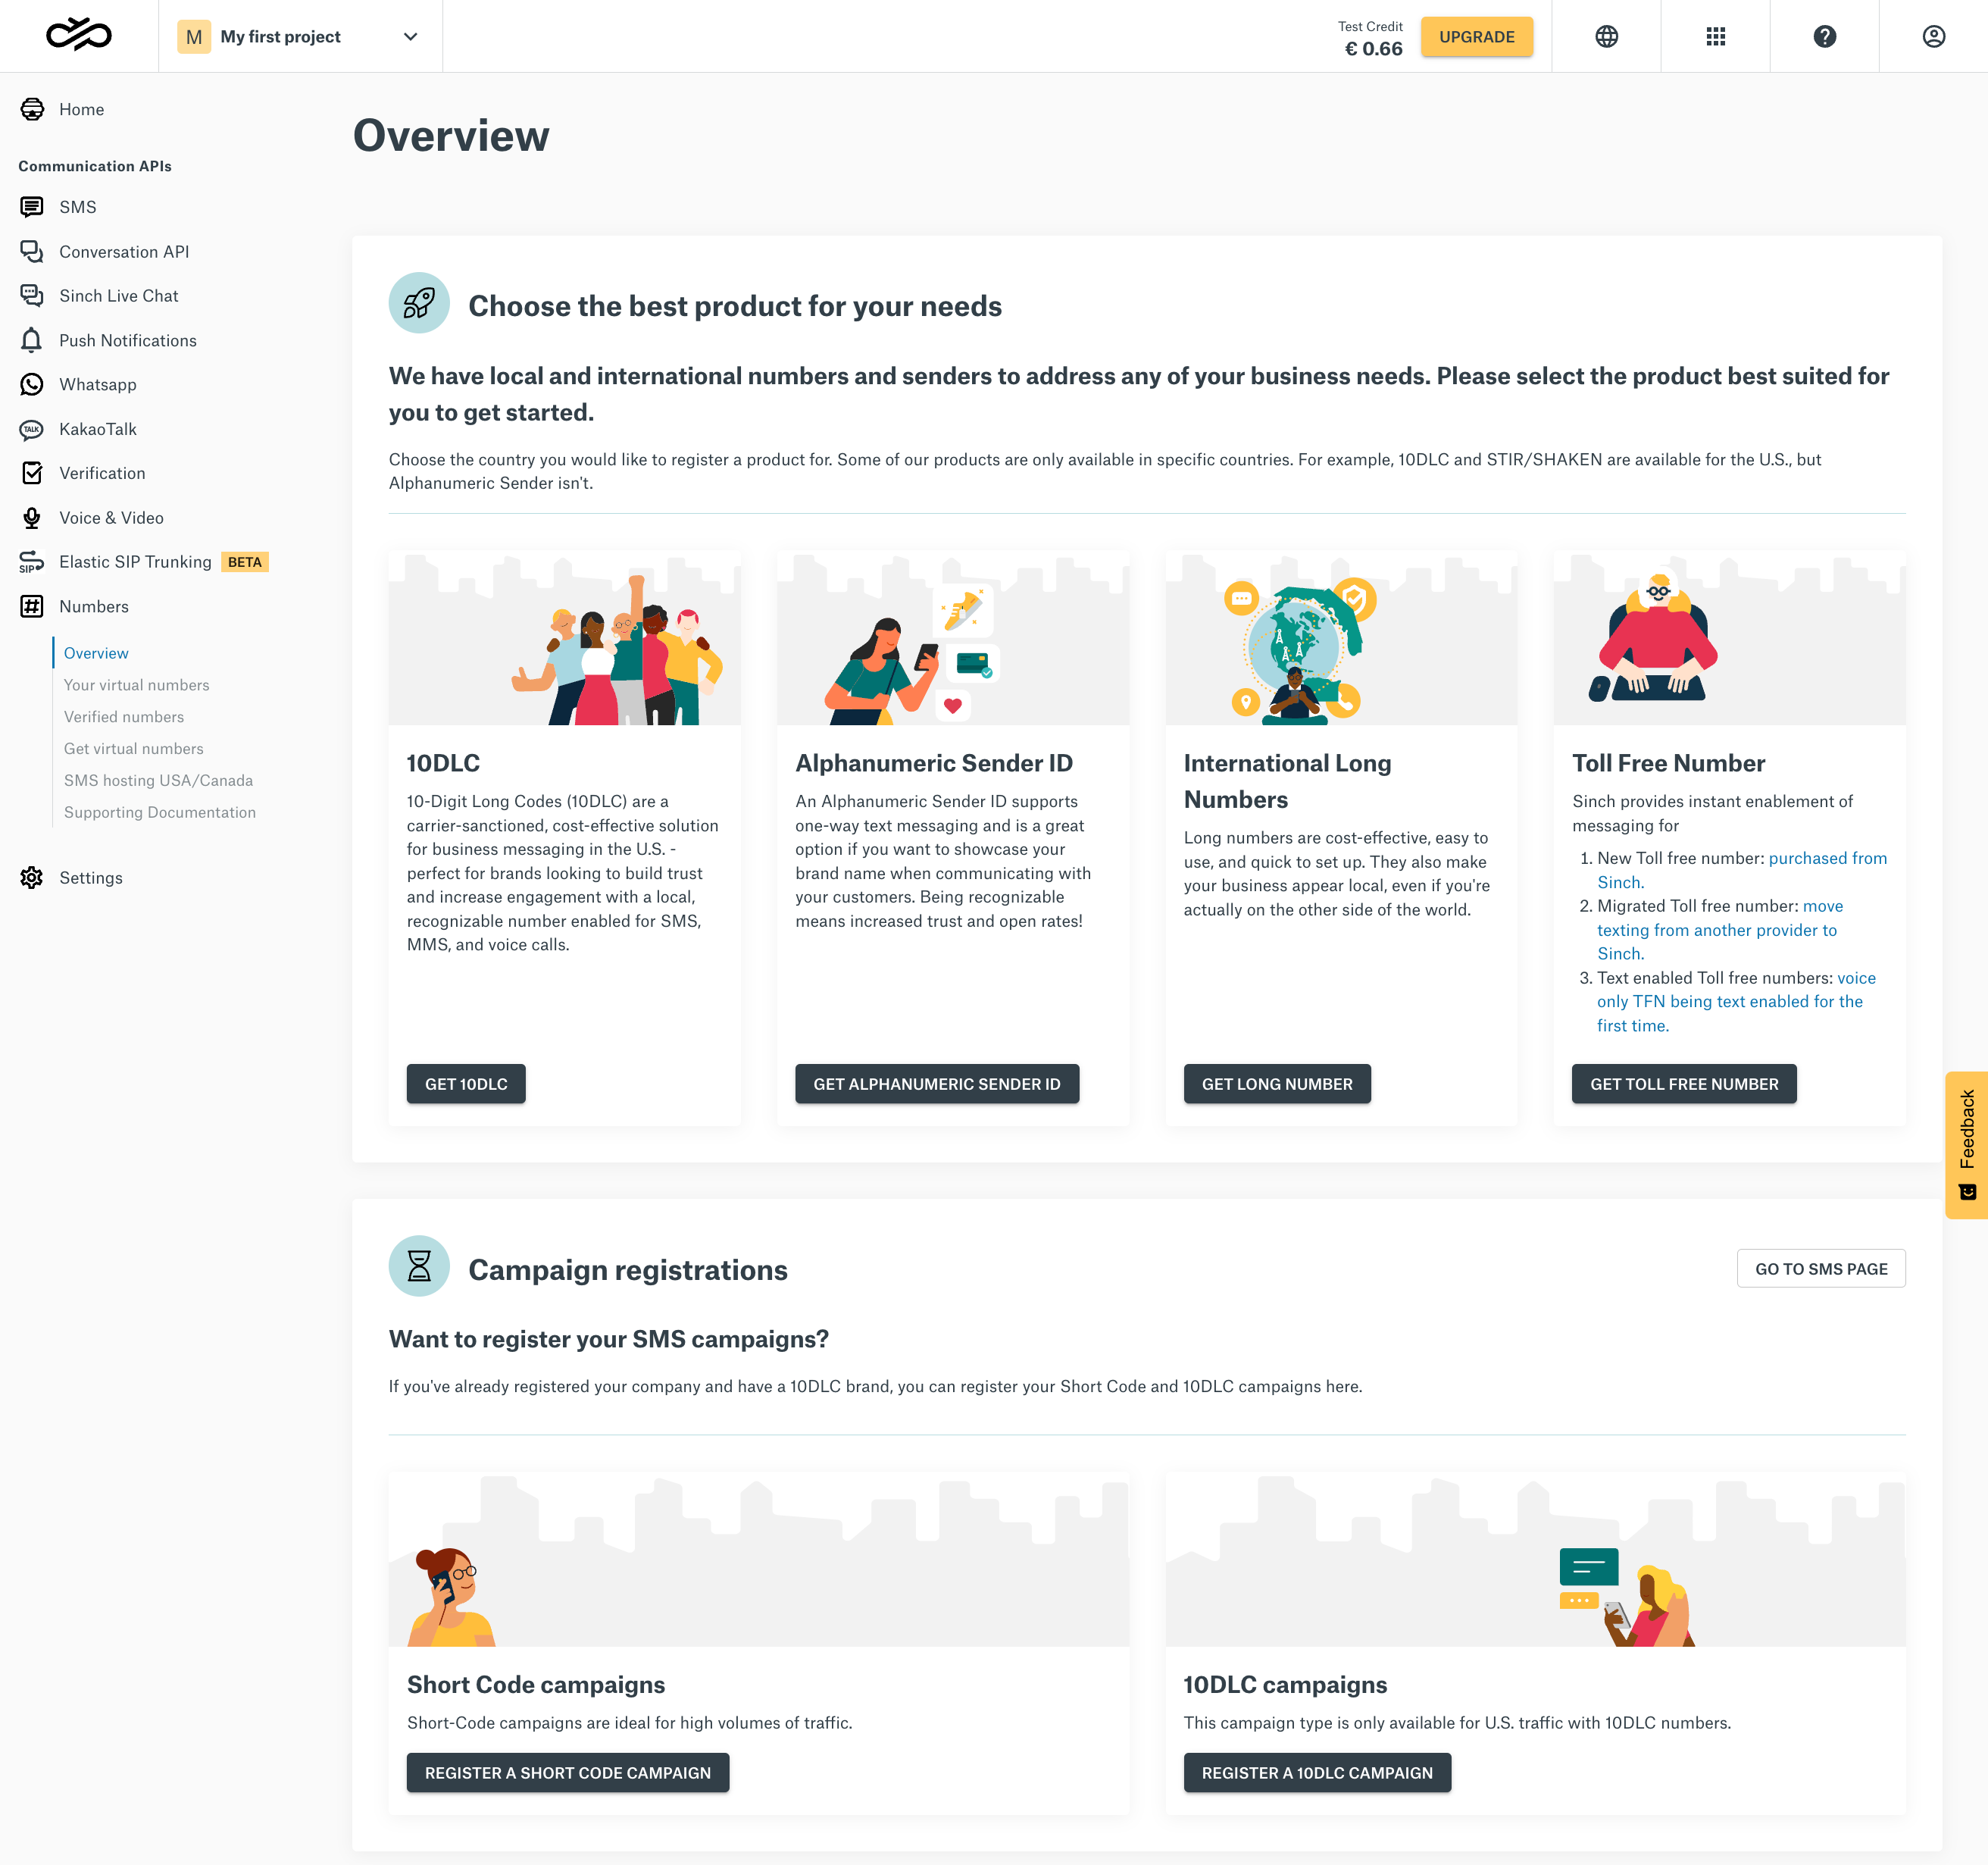 M My first project
Test Credit
€ 0.66
UPGRADE
Home
Communication APIs
SMS
Conversation API
Sinch Live Chat
Push Notifications
Whatsapp
TALK KakaoTalk
Verification
Voice & Video
SIP Elastic SIP Trunking BETA
Numbers
Overview
Your virtual numbers
Verified numbers
Get virtual numbers
SMS hosting USA/Canada
Supporting Documentation
Settings
Overview
Choose the best product for your needs
We have local and international numbers and senders to address any of your business needs. Please select the product best suited for
you to get started.
Choose the country you would like to register a product for. Some of our products are only available in specific countries. For example, 10DLC and STIR/SHAKEN are available for the U.S., but
Alphanumeric Sender isn't.
10DLC
10-Digit Long Codes (10DLC) are a
carrier-sanctioned, cost-effective solution
for business messaging in the U.S. -
perfect for brands looking to build trust
and increase engagement with a local,
recognizable number enabled for SMS,
MMS, and voice calls.
GET 10DLC
Alphanumeric Sender ID
An Alphanumeric Sender ID supports
one-way text messaging and is a great
option if you want to showcase your
brand name when communicating with
your customers. Being recognizable
means increased trust and open rates!
GET ALPHANUMERIC SENDER ID
International Long
Numbers
Long numbers are cost-effective, easy to
use, and quick to set up. They also make
your business appear local, even if you're
actually on the other side of the world.
GET LONG NUMBER
Toll Free Number
Sinch provides instant enablement of
messaging for
1. New Toll free number: purchased from
Sinch.
2. Migrated Toll free number: move
texting from another provider to
Sinch.
3. Text enabled Toll free numbers: voice
only TFN being text enabled for the
first time.
GET TOLL FREE NUMBER
Feedback
Campaign registrations
GO TO SMS PAGE
Want to register your SMS campaigns?
If you've already registered your company and have a 10DLC brand, you can register your Short Code and 10DLC campaigns here.
Short Code campaigns
Short-Code campaigns are ideal for high volumes of traffic.
REGISTER A SHORT CODE CAMPAIGN
10DLC campaigns
This campaign type is only available for U.S. traffic with 10DLC numbers.
REGISTER A 10DLC CAMPAIGN